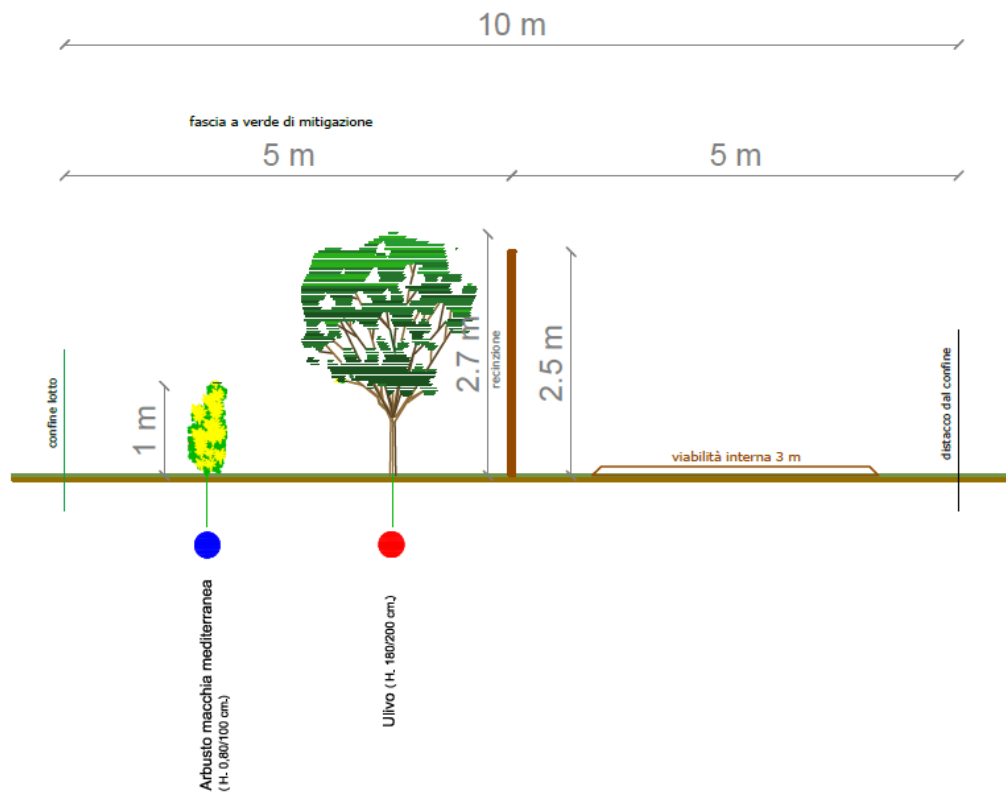 10 m
fascia a verde di mitigazione
5 m
5 m
confine lotto
1 m
2.7 m
recinzione
2.5 m
viabilità interna 3 m
distacco dal confine
Arbusto macchia mediterranea
( H. 0,80/100 cm.)
Ulivo ( H. 180/200 cm.)